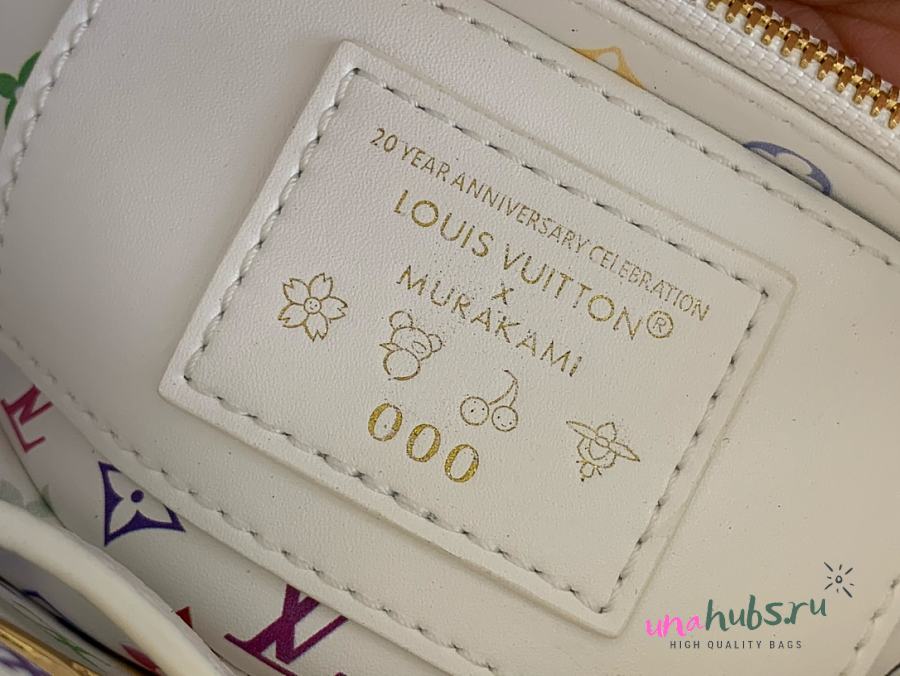 20 YEAR ANNIVERSARY CELEBRATION
LOUIS VUITTON®
X
MURAKAMI
000
unahubs.ru
HIGH QUALITY BAGS